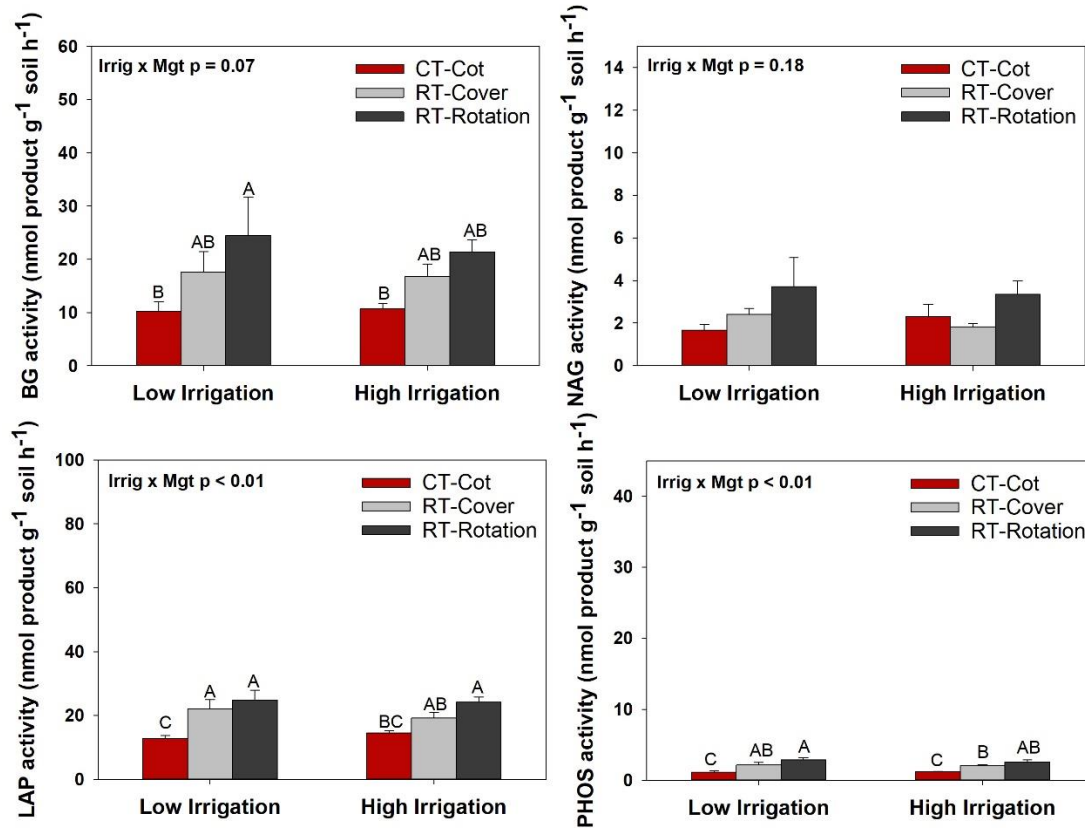 BG activity (nmol product g⁻¹ soil h⁻¹)
60
50
40
30
20
10
0
Irrig x Mgt p = 0.07
CT-Cot
RT-Cover
RT-Rotation
B
AB
A
B
AB
AB
Low Irrigation
High Irrigation
NAG activity (nmol product g⁻¹ soil h⁻¹)
14
12
10
8
6
4
2
0
Irrig x Mgt p = 0.18
CT-Cot
RT-Cover
RT-Rotation
Low Irrigation
High Irrigation
LAP activity (nmol product g⁻¹ soil h⁻¹)
100
80
60
40
20
0
Irrig x Mgt p < 0.01
CT-Cot
RT-Cover
RT-Rotation
C
A
A
BC
AB
A
Low Irrigation
High Irrigation
PHOS activity (nmol product g⁻¹ soil h⁻¹)
40
30
20
10
0
Irrig x Mgt p < 0.01
CT-Cot
RT-Cover
RT-Rotation
C
AB
A
C
B
AB
Low Irrigation
High Irrigation